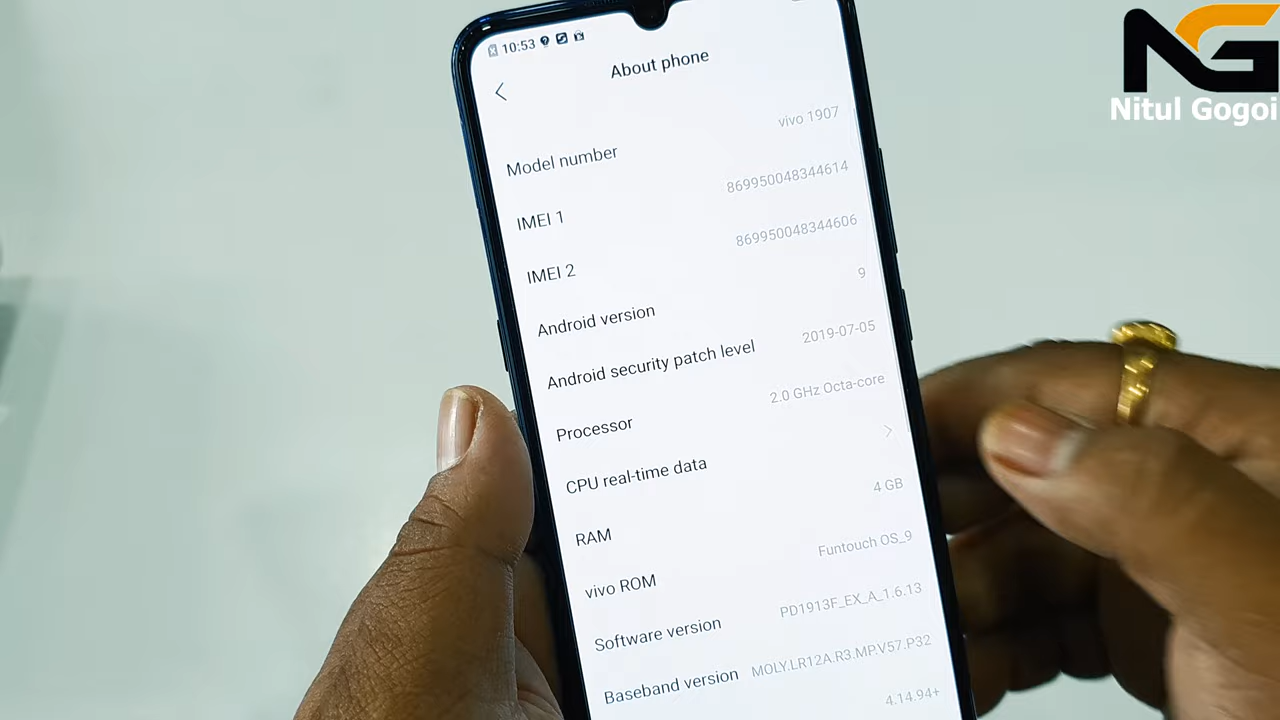 10:53
About phone
Model number vivo 1907
IMEI 1 869950048344614
IMEI 2 869950048344606
Android version 9
Android security patch level 2019-07-05
Processor 2.0 GHz Octa-core
CPU real-time data
RAM 4 GB
vivo ROM Funtouch OS_9
Software version PD1913F_EX_A_1.6.13
Baseband version MOLY.LR12A.R3.MP.V57.P32
4.14.94+
NG
Nitul Gogoi